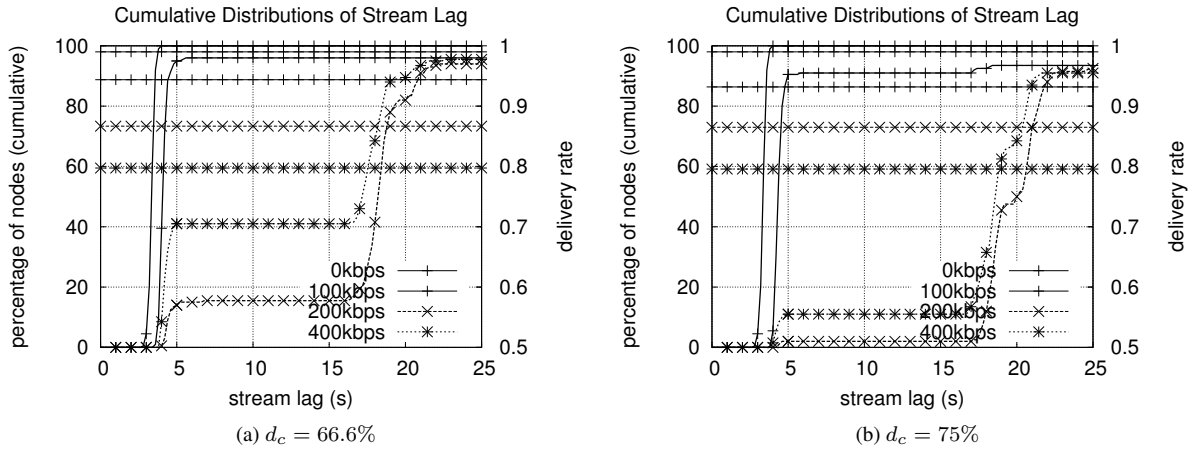 Cumulative Distributions of Stream Lag
percentage of nodes (cumulative)
100
80
60
40
20
0
1
0.9
0.8
0.7
0.6
0.5
delivery rate
0kbps
100kbps
200kbps
400kbps
0 5 10 15 20 25
stream lag (s)
(a) d_c = 66.6%
Cumulative Distributions of Stream Lag
percentage of nodes (cumulative)
100
80
60
40
20
0
1
0.9
0.8
0.7
0.6
0.5
delivery rate
0kbps
100kbps
200kbps
400kbps
0 5 10 15 20 25
stream lag (s)
(b) d_c = 75%